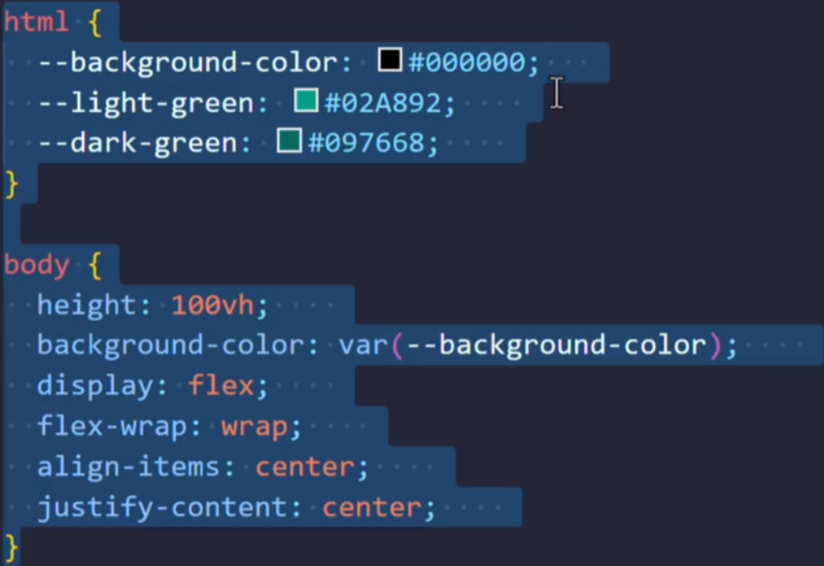 html {
--background-color: #000000;
--light-green: #02A892;
--dark-green: #097668;
}
body {
height: 100vh;
background-color: var(--background-color);
display: flex;
flex-wrap: wrap;
align-items: center;
justify-content: center;
}